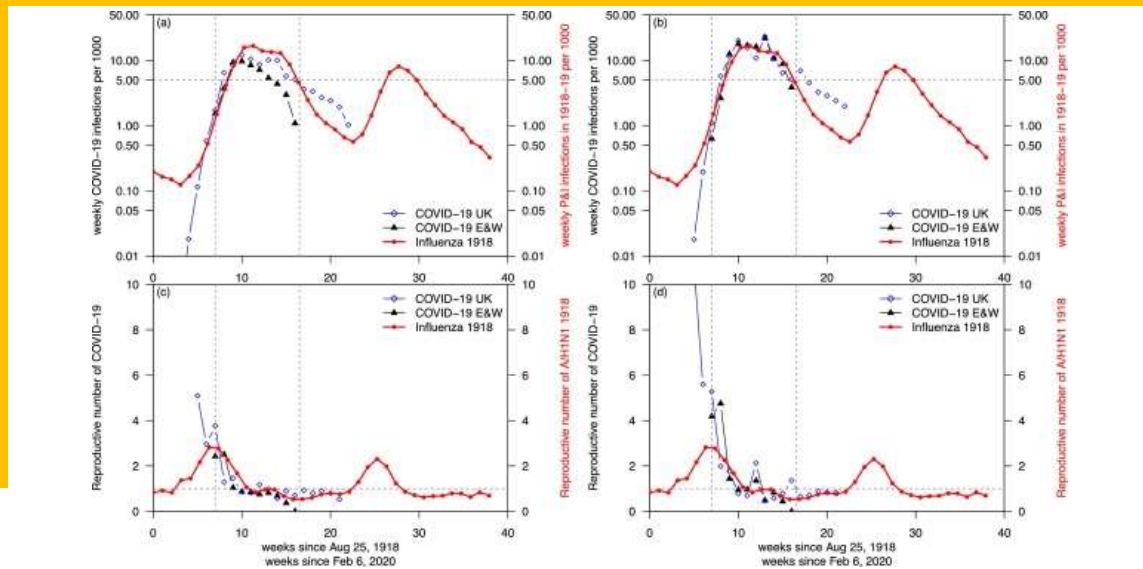 (a)
weekly COVID−19 infections per 1000
50.00
10.00
5.00
1.00
0.50
0.10
0.05
0.01
COVID−19 UK
COVID−19 E&W
Influenza 1918
0 10 20 30 40
50.00
10.00
5.00
1.00
0.50
0.10
0.05
0.01
weekly P&I infections in 1918−19 per 1000
(b)
weekly COVID−19 infections per 1000
50.00
10.00
5.00
1.00
0.50
0.10
0.05
0.01
COVID−19 UK
COVID−19 E&W
Influenza 1918
0 10 20 30 40
50.00
10.00
5.00
1.00
0.50
0.10
0.05
0.01
weekly P&I infections in 1918−19 per 1000
(c)
Reproductive number of COVID−19
10
8
6
4
2
0
COVID−19 UK
COVID−19 E&W
Influenza 1918
10
8
6
4
2
0
Reproductive number of A/H1N1 1918
0 10 20 30 40
weeks since Aug 25, 1918
weeks since Feb 6, 2020
(d)
Reproductive number of COVID−19
10
8
6
4
2
0
COVID−19 UK
COVID−19 E&W
Influenza 1918
10
8
6
4
2
0
Reproductive number of A/H1N1 1918
0 10 20 30 40
weeks since Aug 25, 1918
weeks since Feb 6, 2020